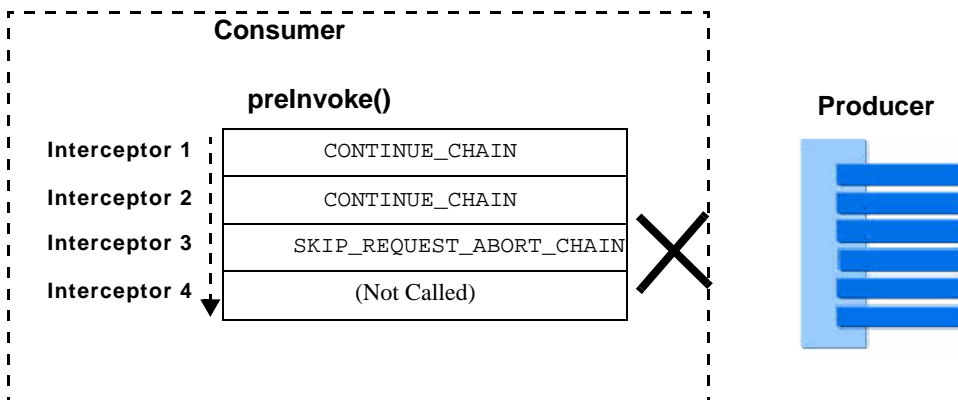 Consumer
preInvoke()
Producer
Interceptor 1 CONTINUE_CHAIN
Interceptor 2 CONTINUE_CHAIN
Interceptor 3 SKIP_REQUEST_ABORT_CHAIN
Interceptor 4 (Not Called)